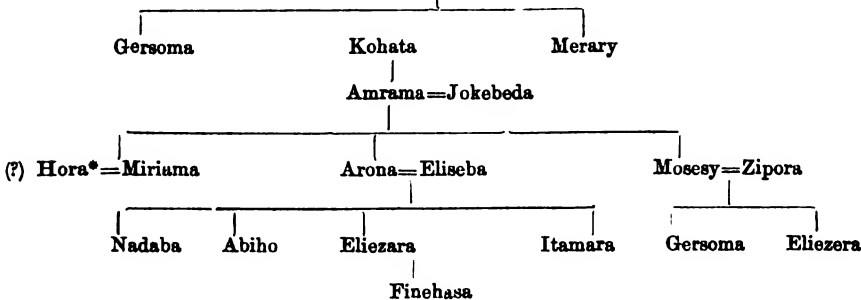 Gersoma Kohata Merary
Amrama=Jokebeda
(?) Hora*=Miriama Arona=Eliseba Mosesy=Zipora
Nadaba Abiho Eliezara Itamara Gersoma Eliezera
Finehasa